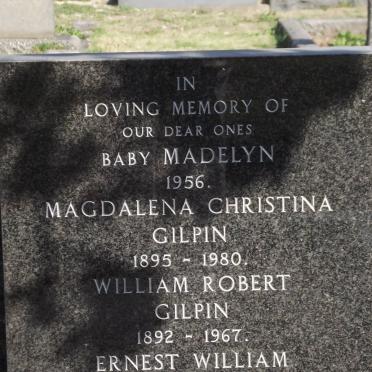 IN
LOVING MEMORY OF
OUR DEAR ONES
BABY MADELYN
1956.
MAGDALENA CHRISTINA
GILPIN
1895 - 1980.
WILLIAM ROBERT
GILPIN
1892 - 1967.
ERNEST WILLIAM